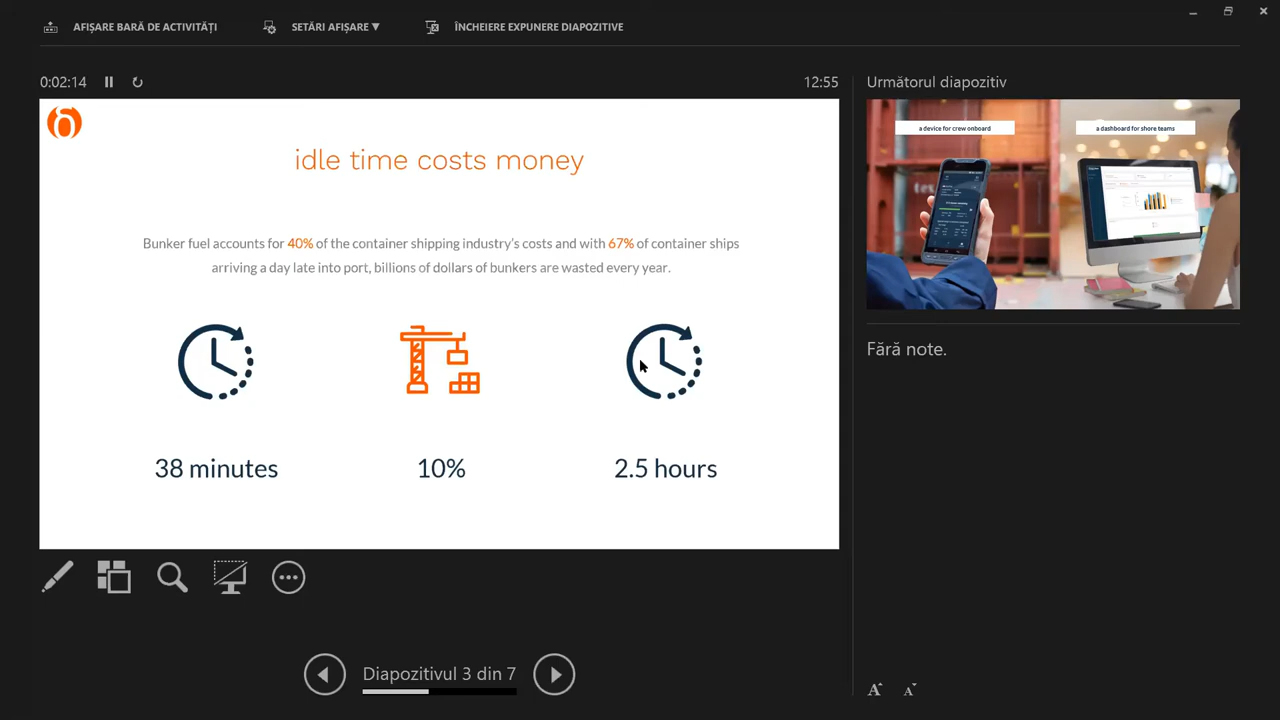 AFIȘARE BARĂ DE ACTIVITĂȚI
SETĂRI AFIȘARE ▼
ÎNCHEIERE EXPUNERE DIAPOZITIVE
0:02:14
12:55
Următorul diapozitiv
idle time costs money
Bunker fuel accounts for 40% of the container shipping industry's costs and with 67% of container ships
arriving a day late into port, billions of dollars of bunkers are wasted every year.
38 minutes
10%
2.5 hours
a device for crew onboard
a dashboard for shore teams
Fără note.
Diapozitivul 3 din 7
A
A